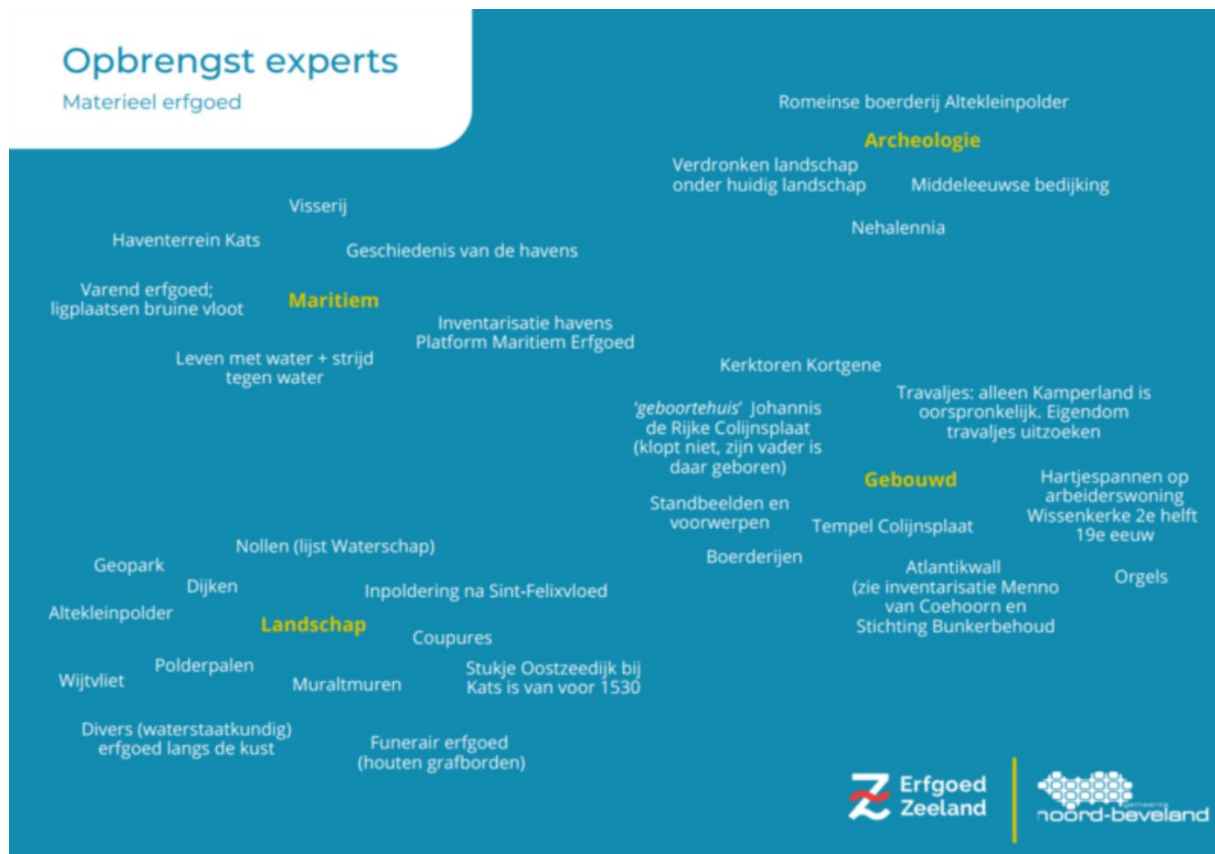 Opbrengst experts
Materieel erfgoed
Romeinse boerderij Altekleinpolder
Archeologie
Verdronken landschap
onder huidig landschap
Middeleeuwse bedijking
Nehalennia
Visserij
Haventerrein Kats
Geschiedenis van de havens
Varend erfgoed;
ligplaatsen bruine vloot
Maritiem
Inventarisatie havens
Platform Maritiem Erfgoed
Leven met water + strijd
tegen water
Kerktoren Kortgene
Travaljes: alleen Kamperland is
oorspronkelijk. Eigendom
travaljes uitzoeken
‘geboortehuis’ Johannis
de Rijke Colijnsplaat
(klopt niet, zijn vader is
daar geboren)
Gebouwd
Hartjespannen op
arbeiderswoning
Wissenkerke 2e helft
19e eeuw
Standbeelden en
voorwerpen
Tempel Colijnsplaat
Boerderijen
Atlantikwall
(zie inventarisatie Menno
van Coehoorn en
Stichting Bunkerbehoud
Orgels
Nollen (lijst Waterschap)
Geopark
Dijken
Inpoldering na Sint-Felixvloed
Altekleinpolder
Landschap
Coupures
Polderpalen
Wijtvliet
Muraltmuren
Stukje Oostzeedijk bij
Kats is van voor 1530
Divers (waterstaatkundig)
erfgoed langs de kust
Funerair erfgoed
(houten grafborden)
Erfgoed
Zeeland
gemeente
noord-beveland